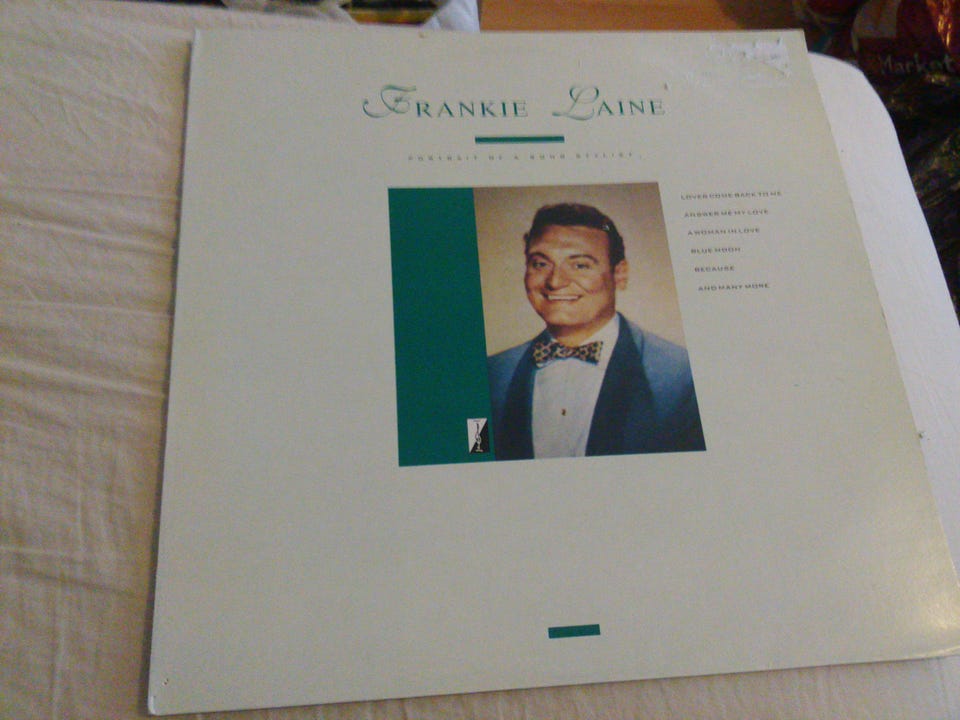 FRANKIE LAINE
PORTRAIT OF A SONG STYLIST
LOVER COME BACK TO ME
ANSWER ME MY LOVE
A WOMAN IN LOVE
BLUE MOON
BECAUSE
AND MANY MORE
Market